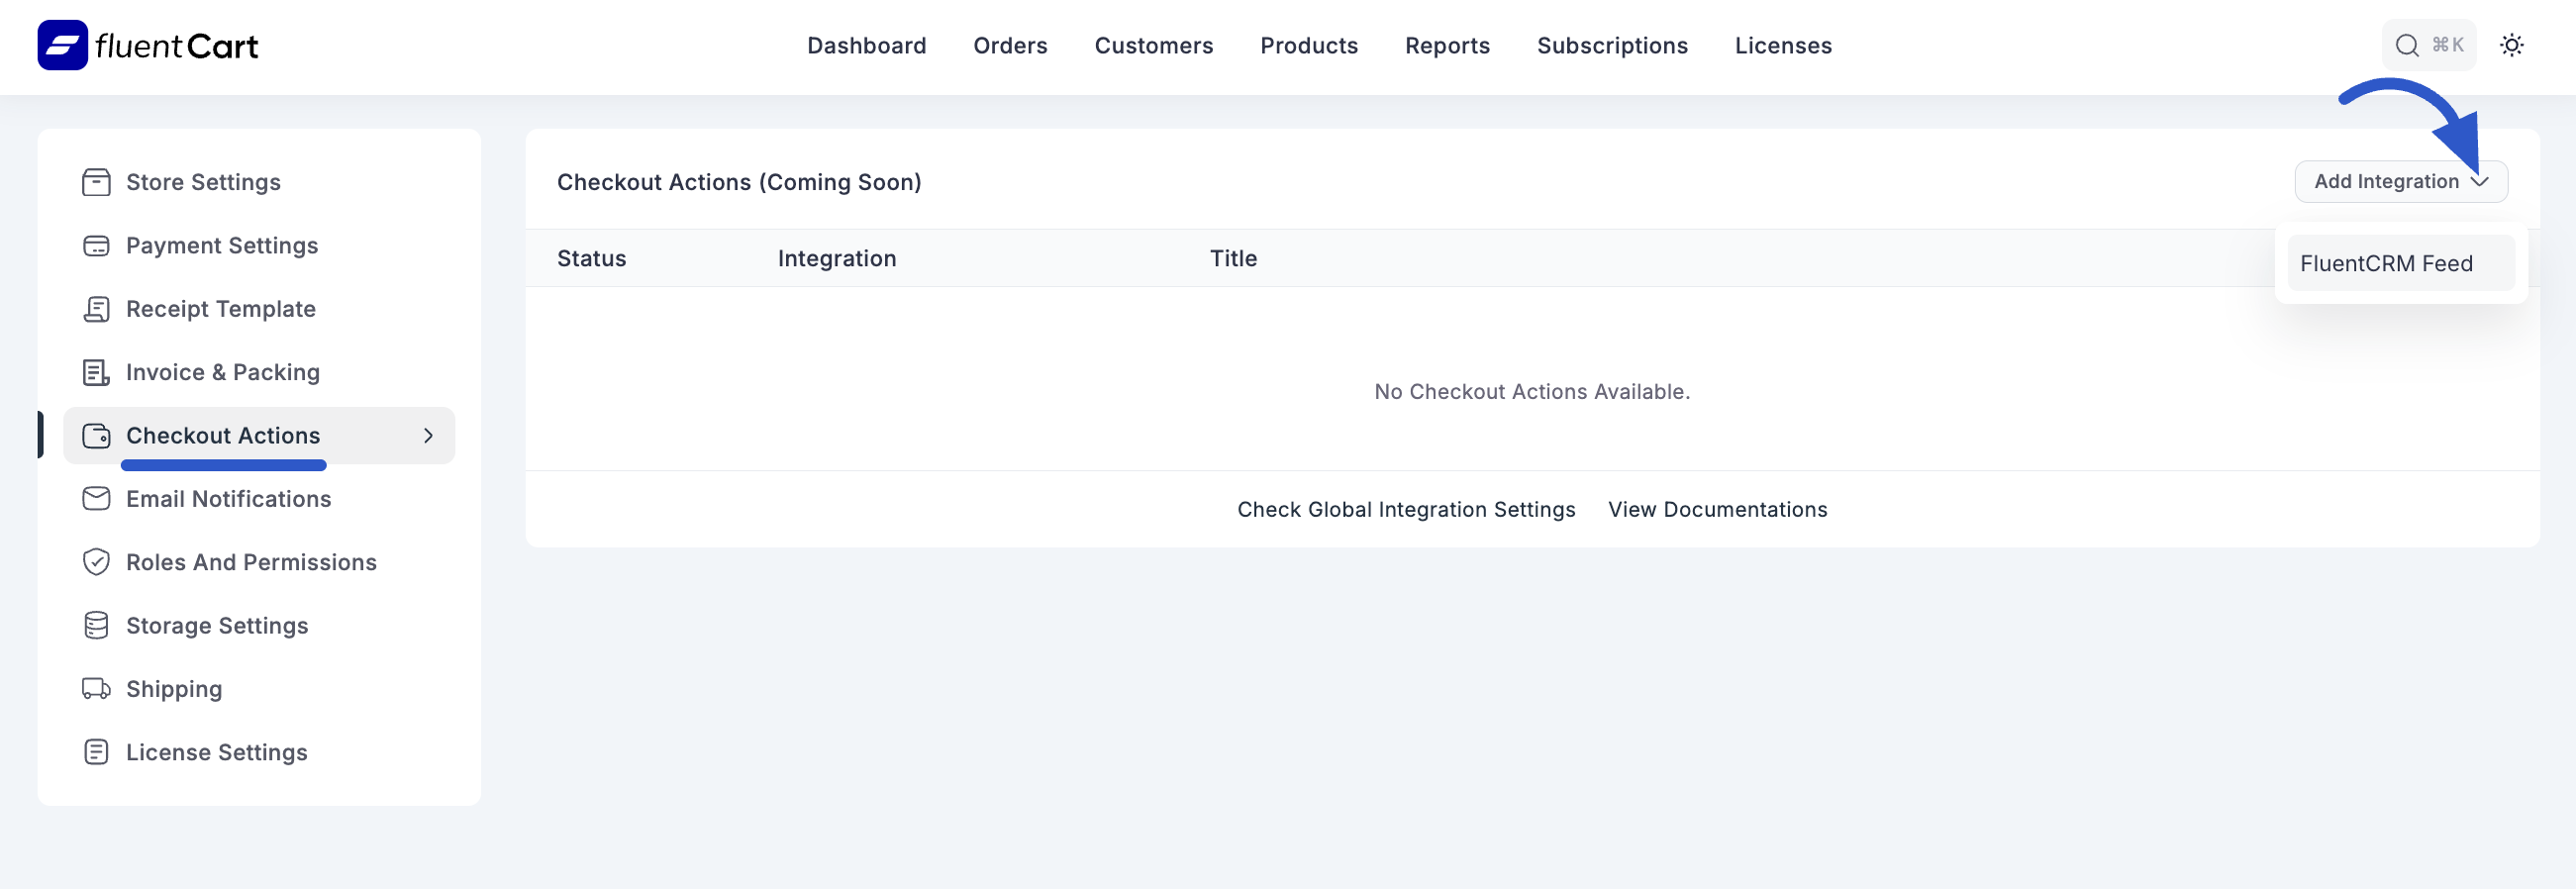 fluentCart
Dashboard
Orders
Customers
Products
Reports
Subscriptions
Licenses
⌘K
Store Settings
Payment Settings
Receipt Template
Invoice & Packing
Checkout Actions
Email Notifications
Roles And Permissions
Storage Settings
Shipping
License Settings
Checkout Actions (Coming Soon)
Add Integration
FluentCRM Feed
Status
Integration
Title
No Checkout Actions Available.
Check Global Integration Settings
View Documentations